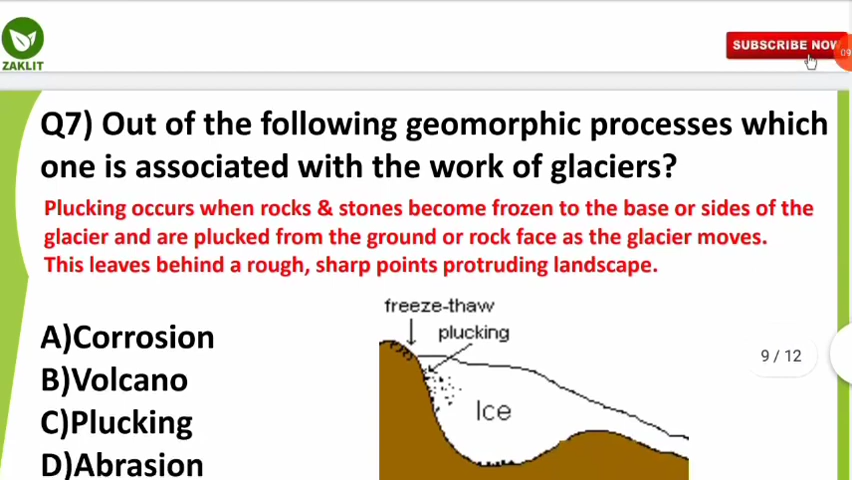 ZAKLIT
SUBSCRIBE NOW
09
Q7) Out of the following geomorphic processes which
one is associated with the work of glaciers?
Plucking occurs when rocks & stones become frozen to the base or sides of the
glacier and are plucked from the ground or rock face as the glacier moves.
This leaves behind a rough, sharp points protruding landscape.
freeze-thaw
plucking
Ice
A)Corrosion
B)Volcano
C)Plucking
D)Abrasion
9 / 12